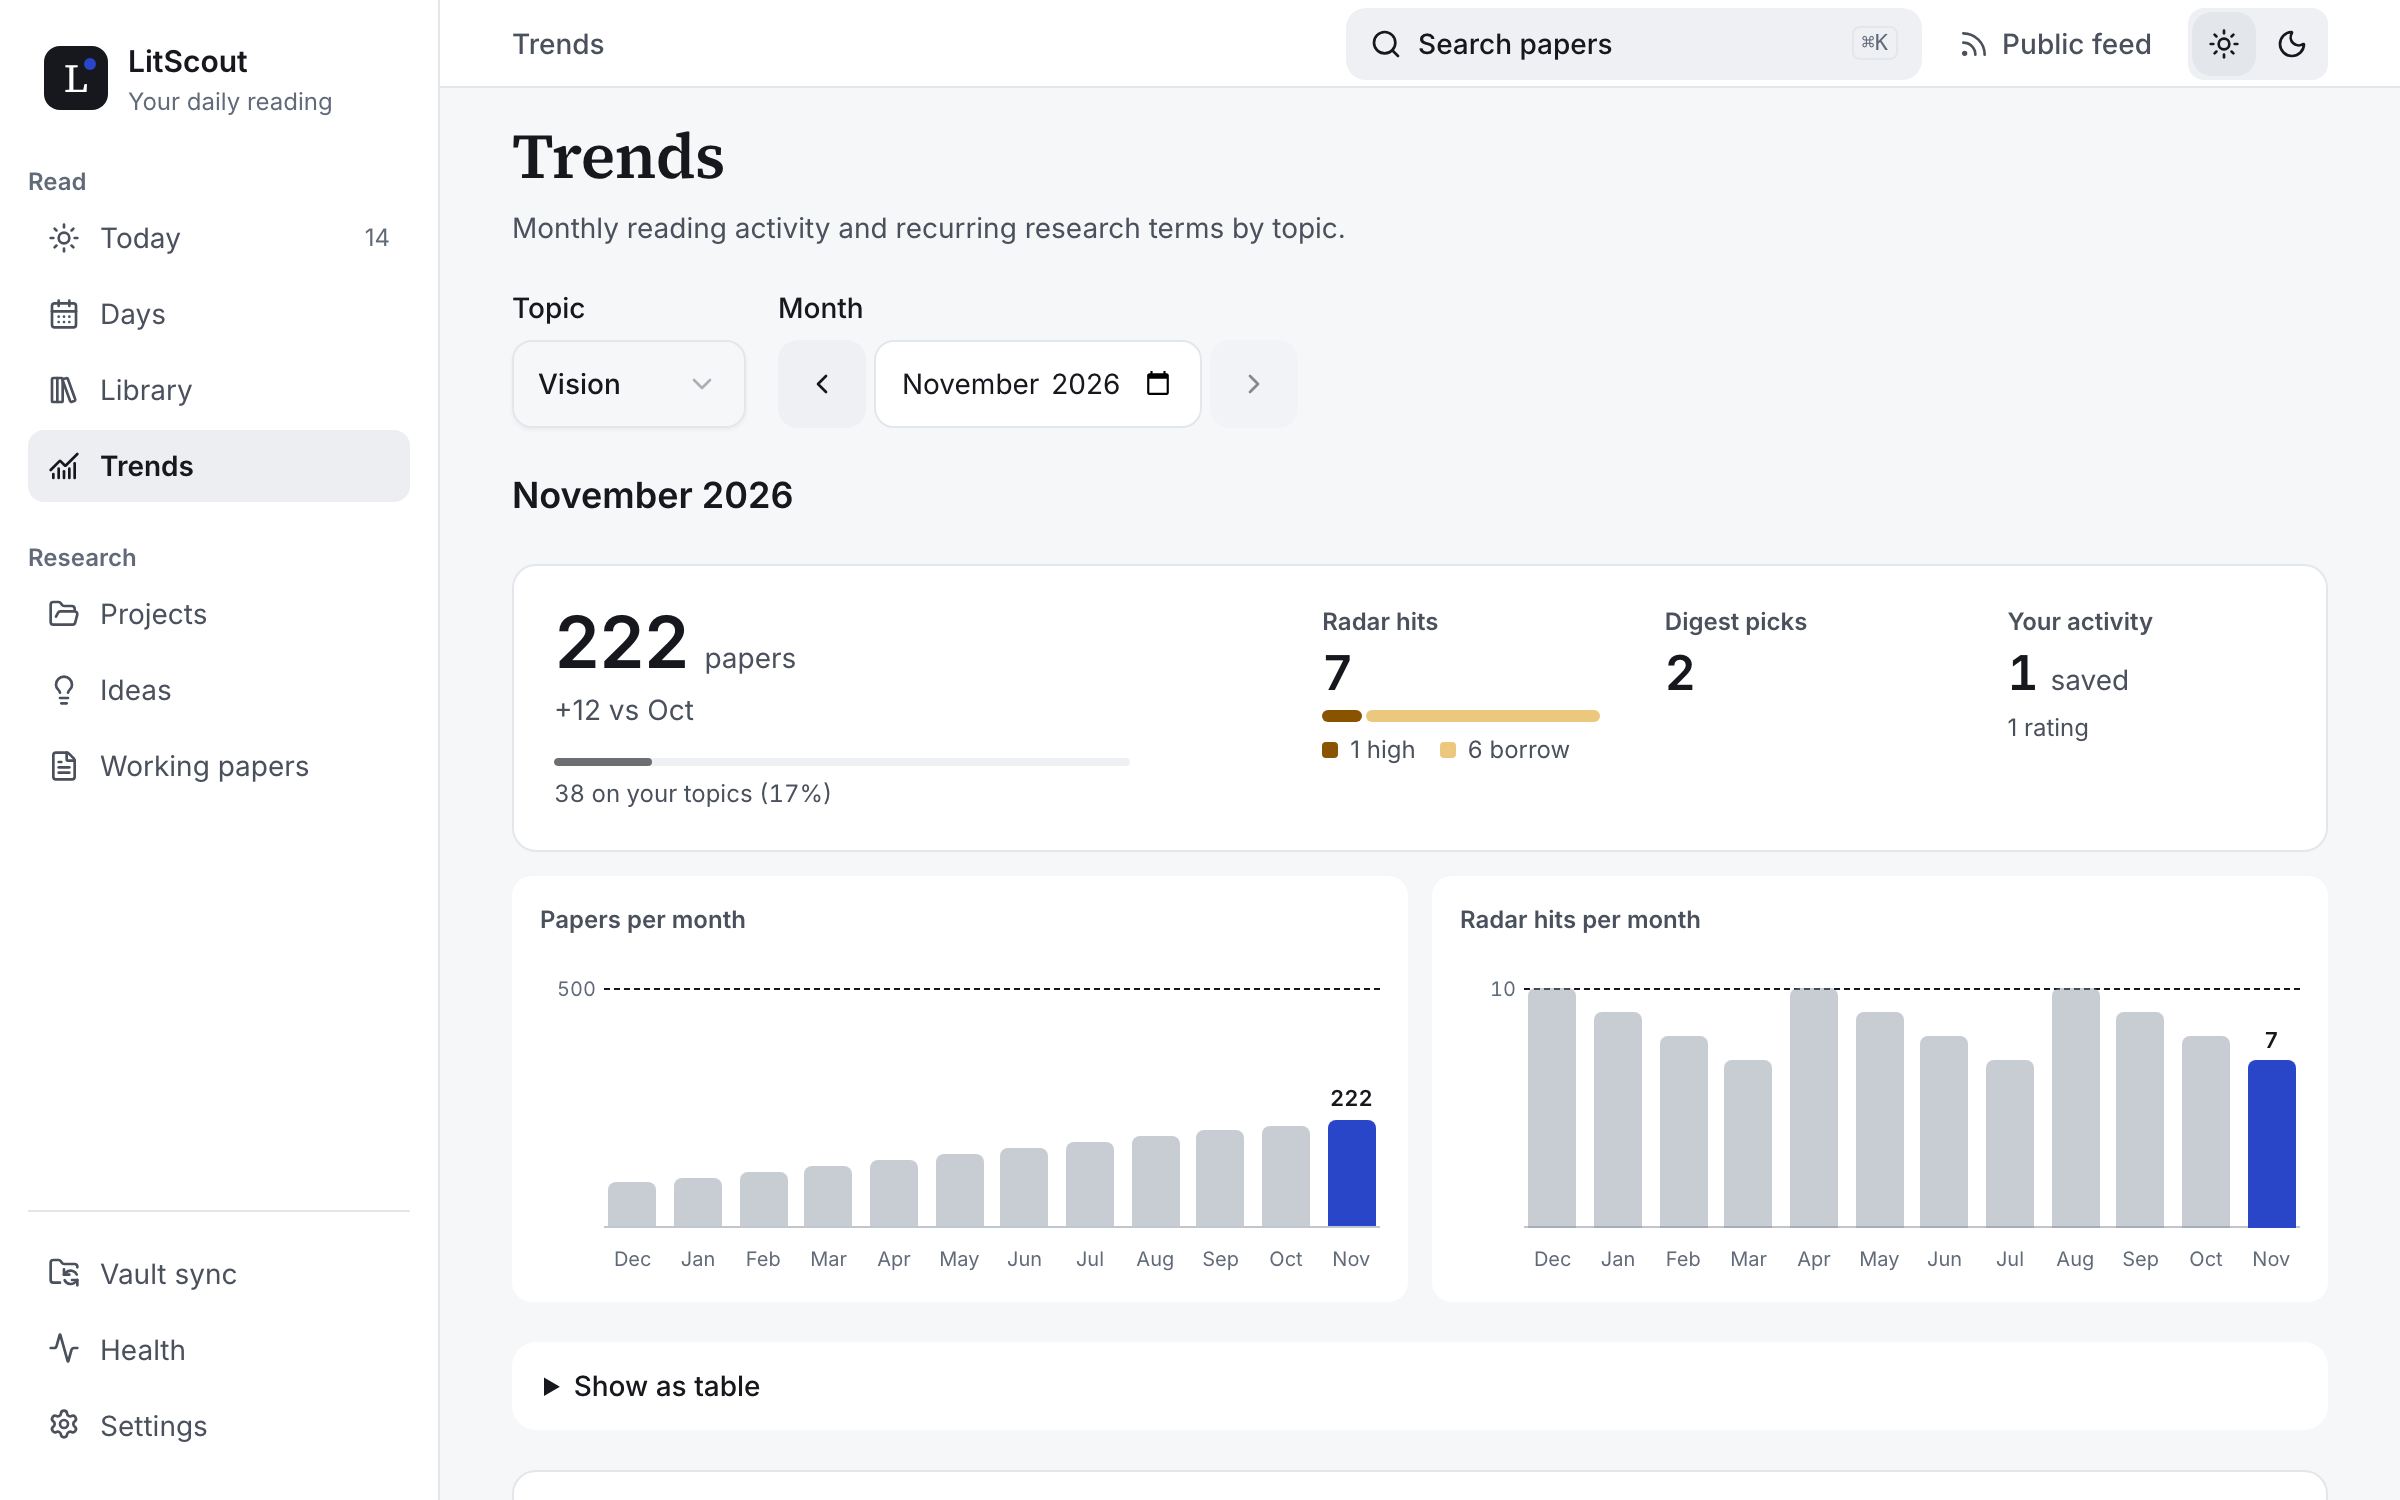 LitScout
Your daily reading
Read
Today 14
Days
Library
Trends
Research
Projects
Ideas
Working papers
Vault sync
Health
Settings
Trends
Search papers ⌘K
Public feed
Trends
Monthly reading activity and recurring research terms by topic.
Topic Month
Vision November 2026
November 2026
222 papers
+12 vs Oct
38 on your topics (17%)
Radar hits
7
1 high 6 borrow
Digest picks
2
Your activity
1 saved
1 rating
Papers per month
500
222
Dec Jan Feb Mar Apr May Jun Jul Aug Sep Oct Nov
Radar hits per month
10
7
Dec Jan Feb Mar Apr May Jun Jul Aug Sep Oct Nov
Show as table